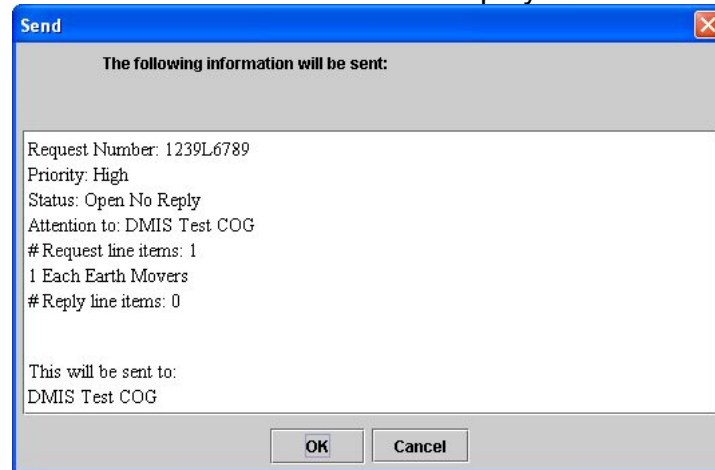 Send
The following information will be sent:
Request Number: 1239L6789
Priority: High
Status: Open No Reply
Attention to: DMIS Test COG
# Request line items: 1
1 Each Earth Movers
# Reply line items: 0
This will be sent to:
DMIS Test COG
OK Cancel